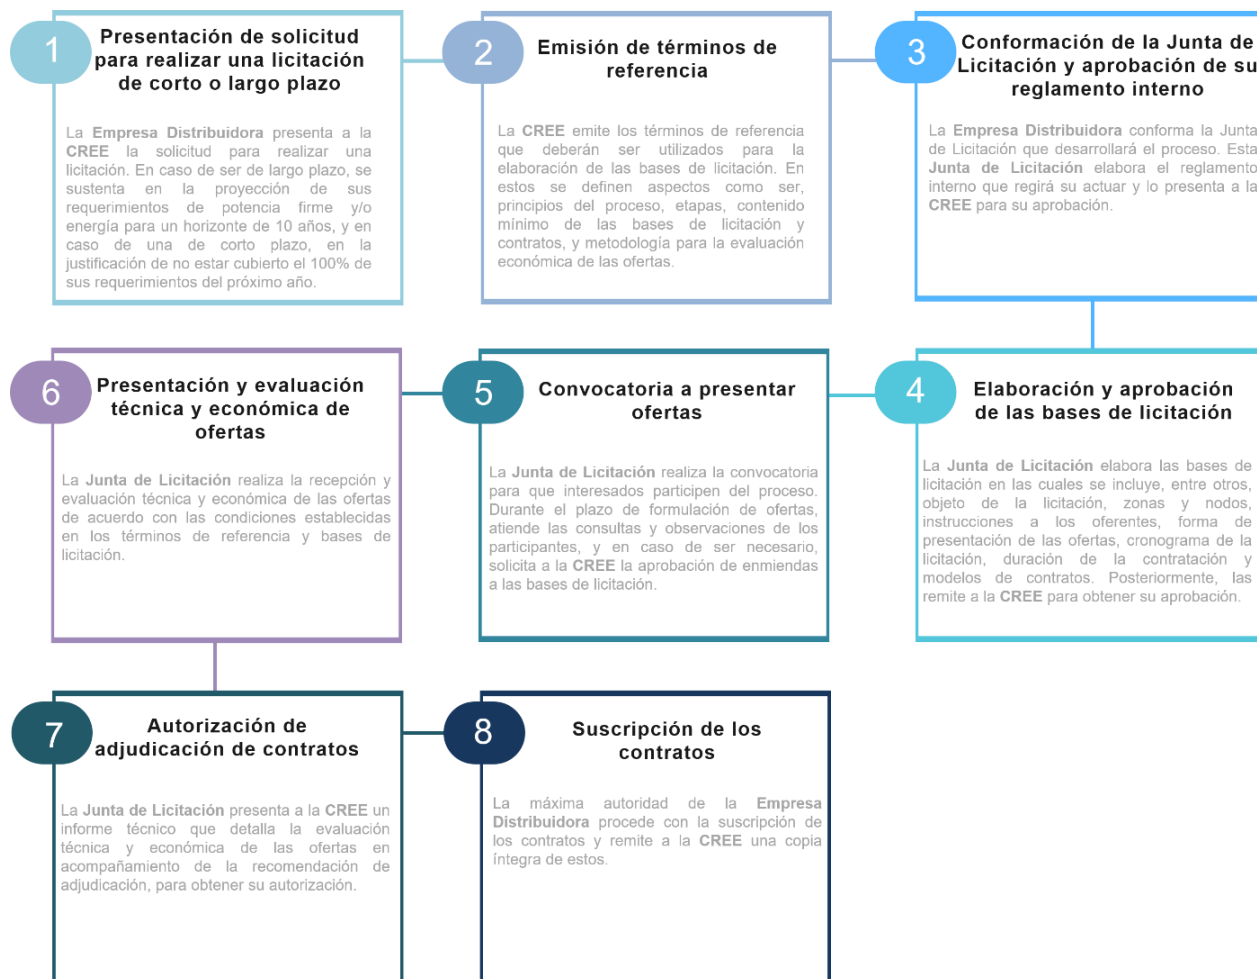 1
Presentación de solicitud
para realizar una licitación
de corto o largo plazo
La Empresa Distribuidora presenta a la
CREE la solicitud para realizar una
licitación. En caso de ser de largo plazo, se
sustenta en la proyección de sus
requerimientos de potencia firme y/o
energía para un horizonte de 10 años, y en
caso de una de corto plazo, en la
justificación de no estar cubierto el 100% de
sus requerimientos del próximo año.
2
Emisión de términos de
referencia
La CREE emite los términos de referencia
que deberán ser utilizados para la
elaboración de las bases de licitación. En
estos se definen aspectos como ser,
principios del proceso, etapas, contenido
mínimo de las bases de licitación y
contratos, y metodología para la evaluación
económica de las ofertas.
3
Conformación de la Junta de
Licitación y aprobación de su
reglamento interno
La Empresa Distribuidora conforma la Junta
de Licitación que desarrollará el proceso. Esta
Junta de Licitación elabora el reglamento
interno que regirá su actuar y lo presenta a la
CREE para su aprobación.
4
Elaboración y aprobación
de las bases de licitación
La Junta de Licitación elabora las bases de
licitación en las cuales se incluye, entre otros,
objeto de la licitación, zonas y nodos,
instrucciones a los oferentes, forma de
presentación de las ofertas, cronograma de la
licitación, duración de la contratación y
modelos de contratos. Posteriormente, las
remite a la CREE para obtener su aprobación.
5
Convocatoria a presentar
ofertas
La Junta de Licitación realiza la convocatoria
para que interesados participen del proceso.
Durante el plazo de formulación de ofertas,
atiende las consultas y observaciones de los
participantes, y en caso de ser necesario,
solicita a la CREE la aprobación de enmiendas
a las bases de licitación.
6
Presentación y evaluación
técnica y económica de
ofertas
La Junta de Licitación realiza la recepción y
evaluación técnica y económica de las ofertas
de acuerdo con las condiciones establecidas
en los términos de referencia y bases de
licitación.
7
Autorización de
adjudicación de contratos
La Junta de Licitación presenta a la CREE un
informe técnico que detalla la evaluación
técnica y económica de las ofertas en
acompañamiento de la recomendación de
adjudicación, para obtener su autorización.
8
Suscripción de los
contratos
La máxima autoridad de la Empresa
Distribuidora procede con la suscripción de
los contratos y remite a la CREE una copia
íntegra de estos.